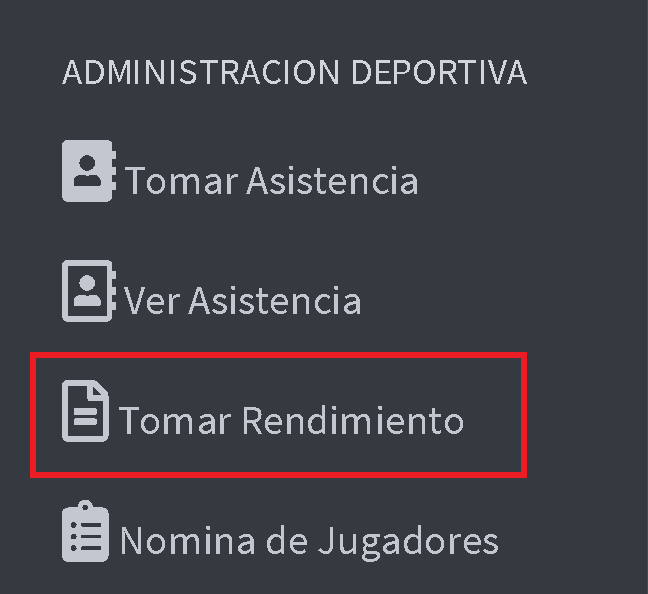 ADMINISTRACION DEPORTIVA
Tomar Asistencia
Ver Asistencia
Tomar Rendimiento
Nomina de Jugadores